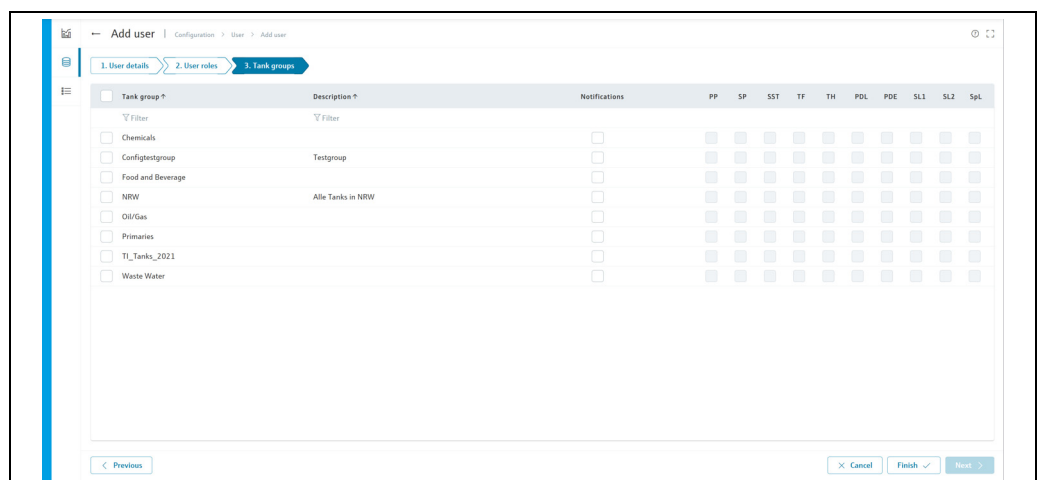 ← Add user | Configuration > User > Add user
1. User details 2. User roles 3. Tank groups
Tank group ↑ Description ↑ Notifications PP SP SST TF TH PDL PDE SL1 SL2 SpL
Filter Filter
Chemicals
Configtestgroup Testgroup
Food and Beverage
NRW Alle Tanks in NRW
Oil/Gas
Primaries
TI_Tanks_2021
Waste Water
< Previous × Cancel Finish ✓ Next >